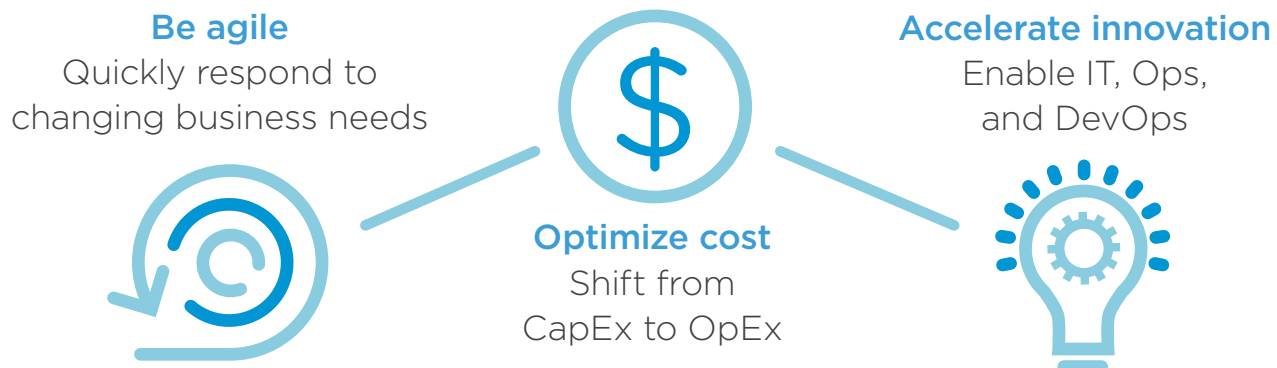 Be agile
Quickly respond to
changing business needs
$
Optimize cost
Shift from
CapEx to OpEx
Accelerate innovation
Enable IT, Ops,
and DevOps